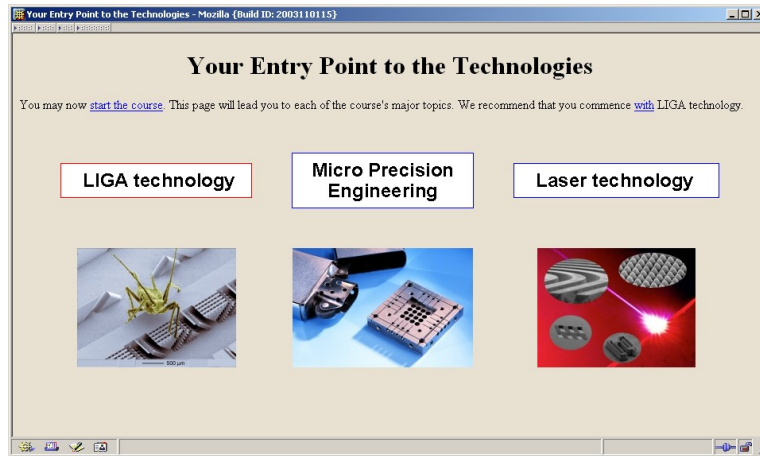 Your Entry Point to the Technologies - Mozilla {Build ID: 2003110115}
Your Entry Point to the Technologies
You may now start the course. This page will lead you to each of the course's major topics. We recommend that you commence with LIGA technology.
LIGA technology
Micro Precision
Engineering
Laser technology
500 µm